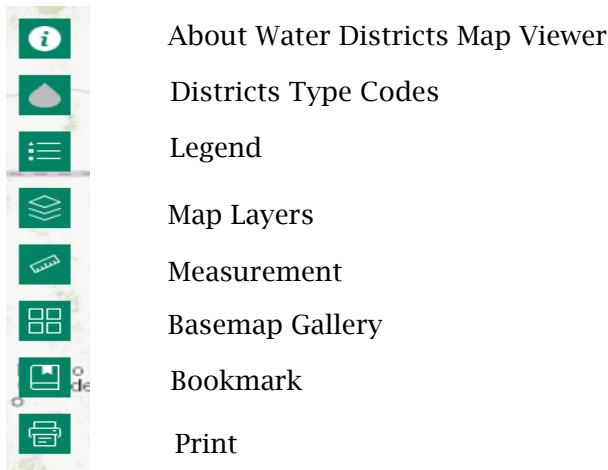 About Water Districts Map Viewer
Districts Type Codes
Legend
Map Layers
Measurement
Basemap Gallery
Bookmark
Print